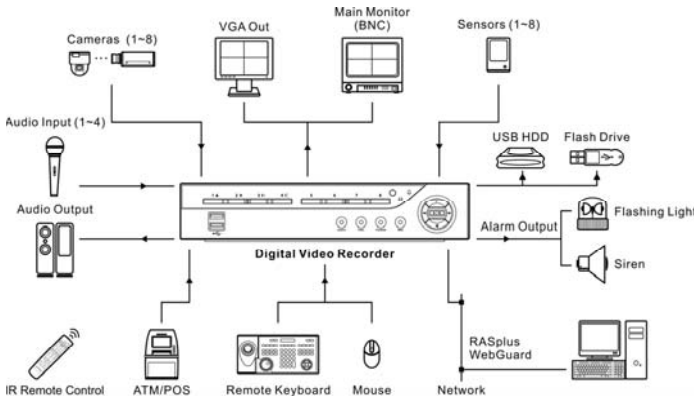 Cameras (1~8)
VGA Out
Main Monitor
(BNC)
Sensors (1~8)
Audio Input (1~4)
USB HDD
Flash Drive
Audio Output
Alarm Output
Flashing Light
Digital Video Recorder
Siren
RASplus
WebGuard
IR Remote Control
ATM/POS
Remote Keyboard
Mouse
Network